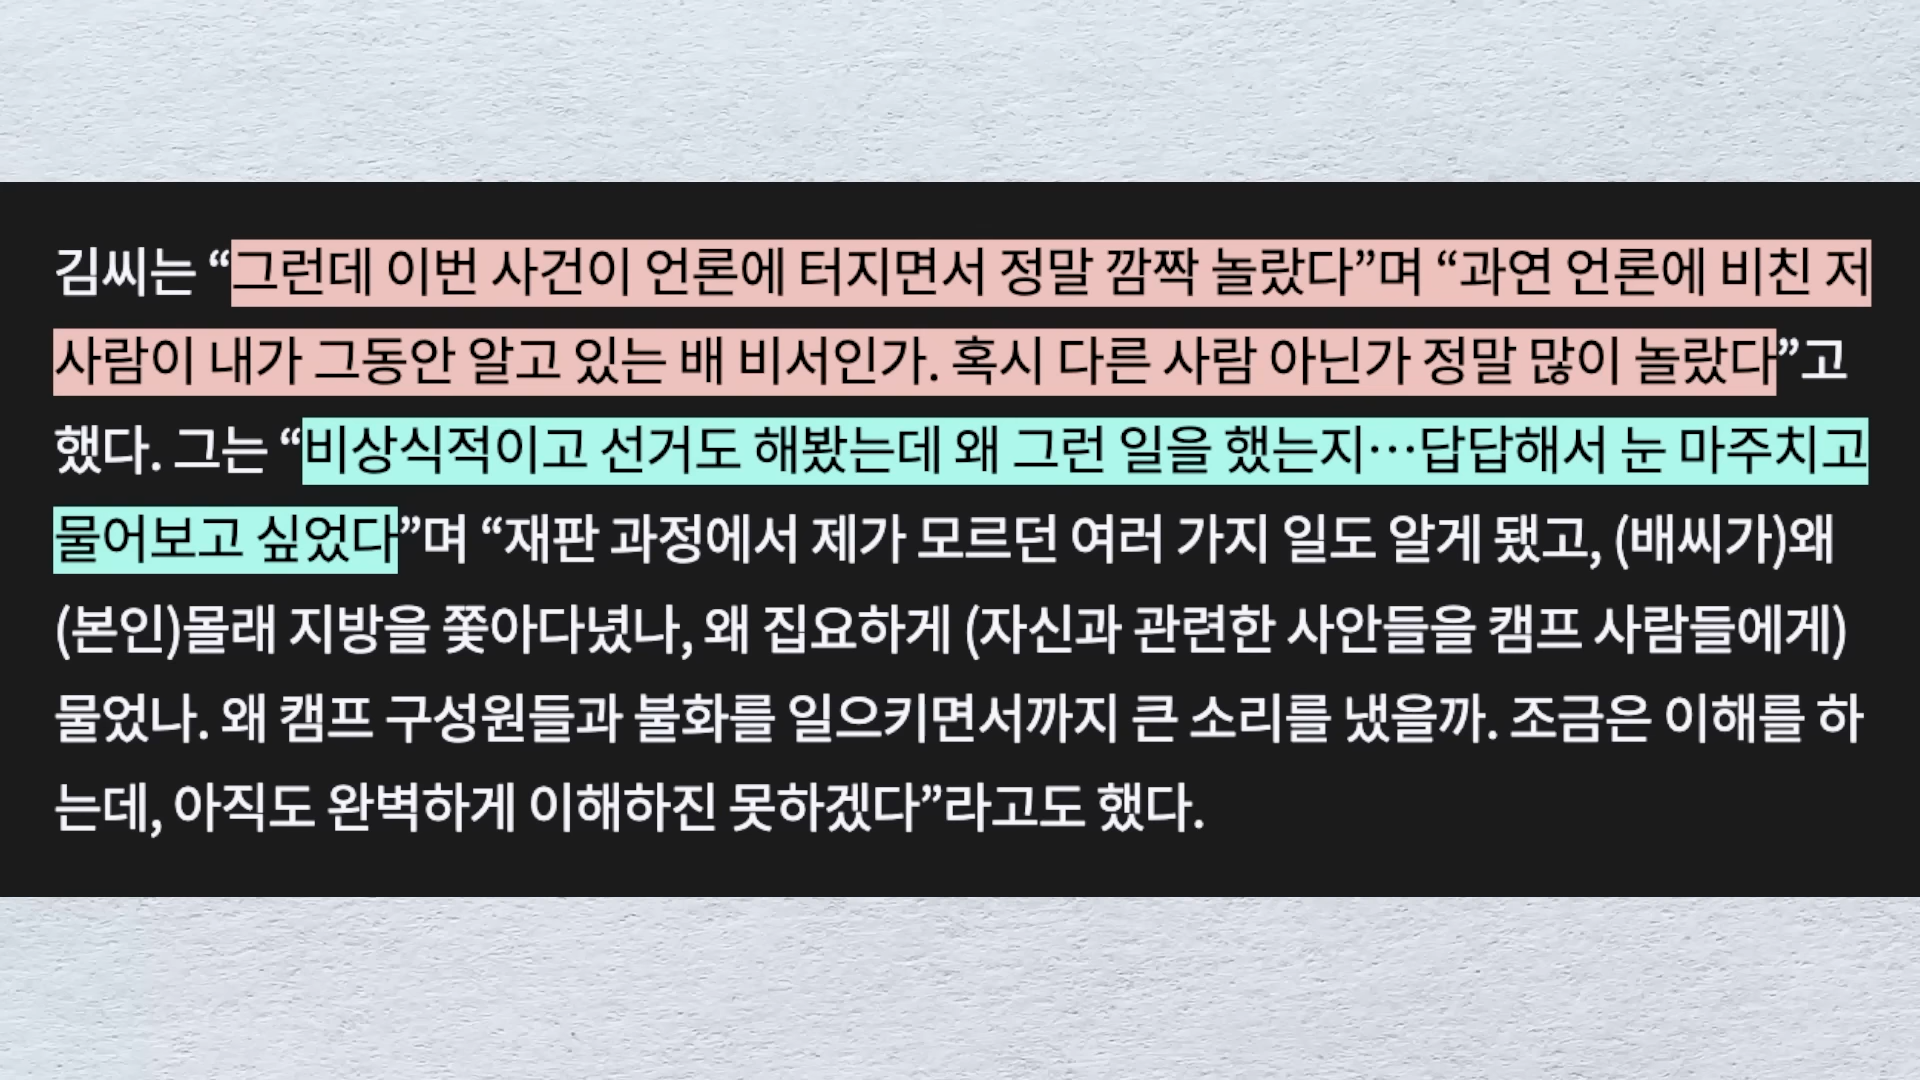 김씨는 “그런데 이번 사건이 언론에 터지면서 정말 깜짝 놀랐다”며 “과연 언론에 비친 저
사람이 내가 그동안 알고 있는 배 비서인가. 혹시 다른 사람 아닌가 정말 많이 놀랐다”고
했다. 그는 “비상식적이고 선거도 해봤는데 왜 그런 일을 했는지…답답해서 눈 마주치고
물어보고 싶었다”며 “재판 과정에서 제가 모르던 여러 가지 일도 알게 됐고, (배씨가)왜
(본인)몰래 지방을 쫓아다녔나, 왜 집요하게 (자신과 관련한 사안들을 캠프 사람들에게)
물었나. 왜 캠프 구성원들과 불화를 일으키면서까지 큰 소리를 냈을까. 조금은 이해를 하
는데, 아직도 완벽하게 이해하진 못하겠다”라고도 했다.